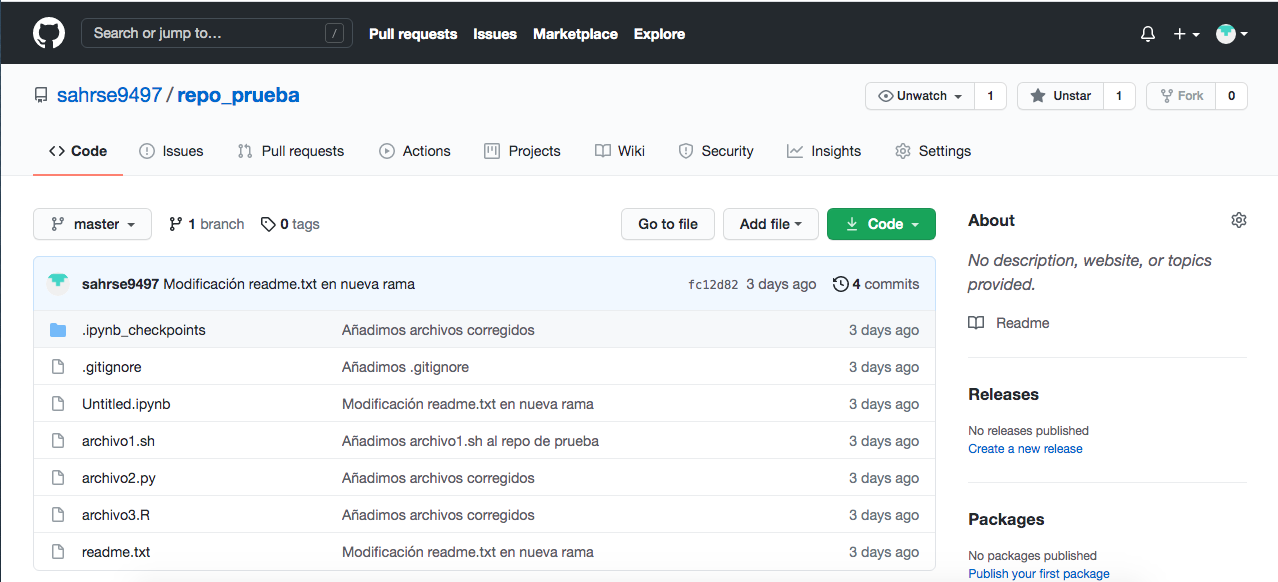 Search or jump to… / Pull requests Issues Marketplace Explore
sahrse9497 / repo_prueba Unwatch 1 Unstar 1 Fork 0
Code Issues Pull requests Actions Projects Wiki Security Insights Settings
master 1 branch 0 tags Go to file Add file Code
About
No description, website, or topics
provided.
Readme
sahrse9497 Modificación readme.txt en nueva rama fc12d82 3 days ago 4 commits
.ipynb_checkpoints Añadimos archivos corregidos 3 days ago
.gitignore Añadimos .gitignore 3 days ago
Untitled.ipynb Modificación readme.txt en nueva rama 3 days ago
archivo1.sh Añadimos archivo1.sh al repo de prueba 3 days ago
archivo2.py Añadimos archivos corregidos 3 days ago
archivo3.R Añadimos archivos corregidos 3 days ago
readme.txt Modificación readme.txt en nueva rama 3 days ago
Releases
No releases published
Create a new release
Packages
No packages published
Publish your first package